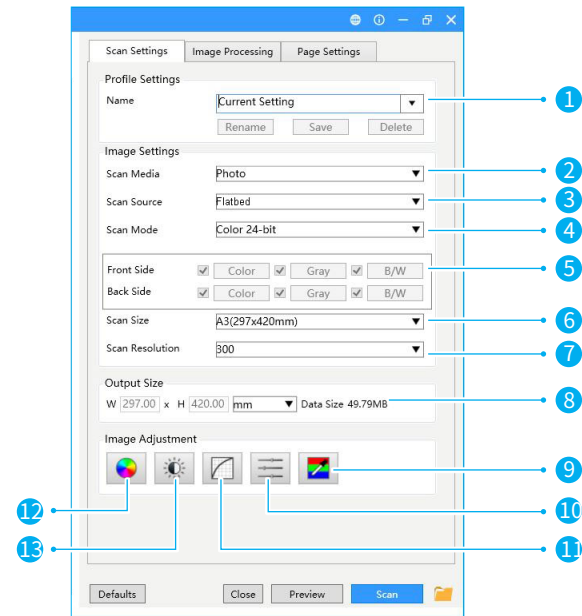 Scan Settings Image Processing Page Settings
Profile Settings
Name Current Setting 1
Rename Save Delete
Image Settings
Scan Media Photo 2
Scan Source Flatbed 3
Scan Mode Color 24-bit 4
Front Side Color Gray B/W 5
Back Side Color Gray B/W
Scan Size A3(297x420mm) 6
Scan Resolution 300 7
Output Size
W 297.00 x H 420.00 mm Data Size 49.79MB 8
Image Adjustment
9
12 10
13 11
Defaults Close Preview Scan